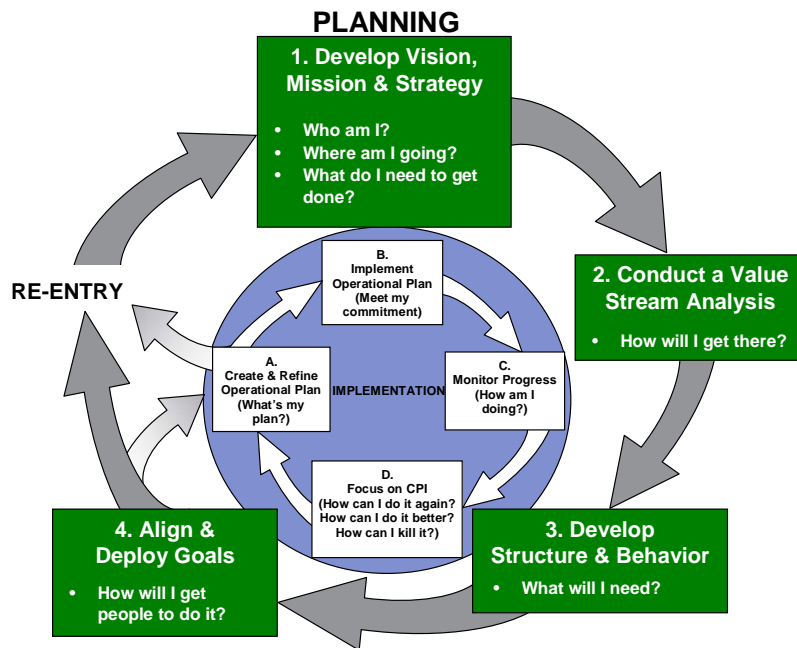 PLANNING
1. Develop Vision,
Mission & Strategy
• Who am I?
• Where am I going?
• What do I need to get
done?
2. Conduct a Value
Stream Analysis
• How will I get there?
3. Develop
Structure & Behavior
• What will I need?
4. Align &
Deploy Goals
• How will I get
people to do it?
RE-ENTRY
IMPLEMENTATION
A.
Create & Refine
Operational Plan
(What's my
plan?)
B.
Implement
Operational Plan
(Meet my
commitment)
C.
Monitor Progress
(How am I
doing?)
D.
Focus on CPI
(How can I do it again?
How can I do it better?
How can I kill it?)